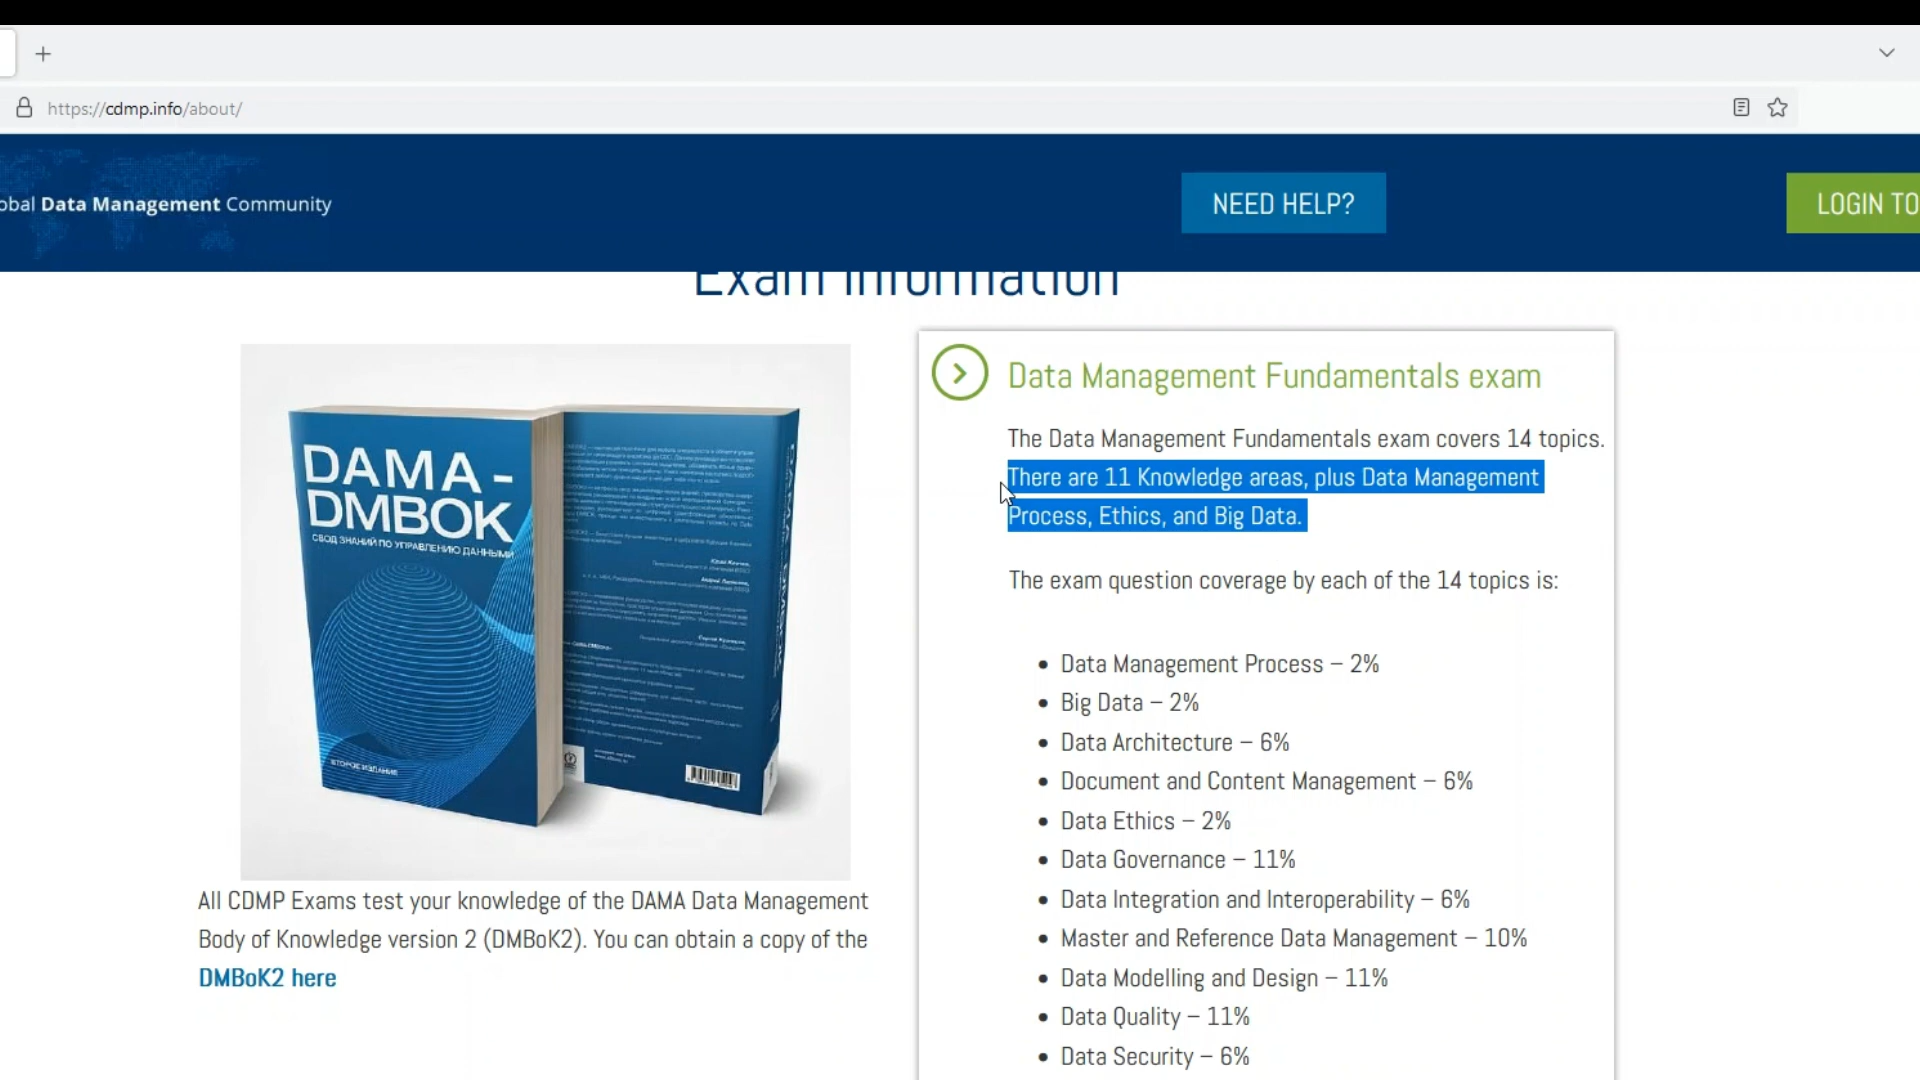 https://cdmp.info/about/
obal Data Management Community
NEED HELP?
LOGIN TO
Exam Information
DAMA-
DMBOK
СВОД ЗНАНИЙ ПО УПРАВЛЕНИЮ ДАННЫМИ
ВТОРОЕ ИЗДАНИЕ
All CDMP Exams test your knowledge of the DAMA Data Management
Body of Knowledge version 2 (DMBoK2). You can obtain a copy of the
DMBoK2 here
Data Management Fundamentals exam
The Data Management Fundamentals exam covers 14 topics.
There are 11 Knowledge areas, plus Data Management
Process, Ethics, and Big Data.
The exam question coverage by each of the 14 topics is:
• Data Management Process – 2%
• Big Data – 2%
• Data Architecture – 6%
• Document and Content Management – 6%
• Data Ethics – 2%
• Data Governance – 11%
• Data Integration and Interoperability – 6%
• Master and Reference Data Management – 10%
• Data Modelling and Design – 11%
• Data Quality – 11%
• Data Security – 6%